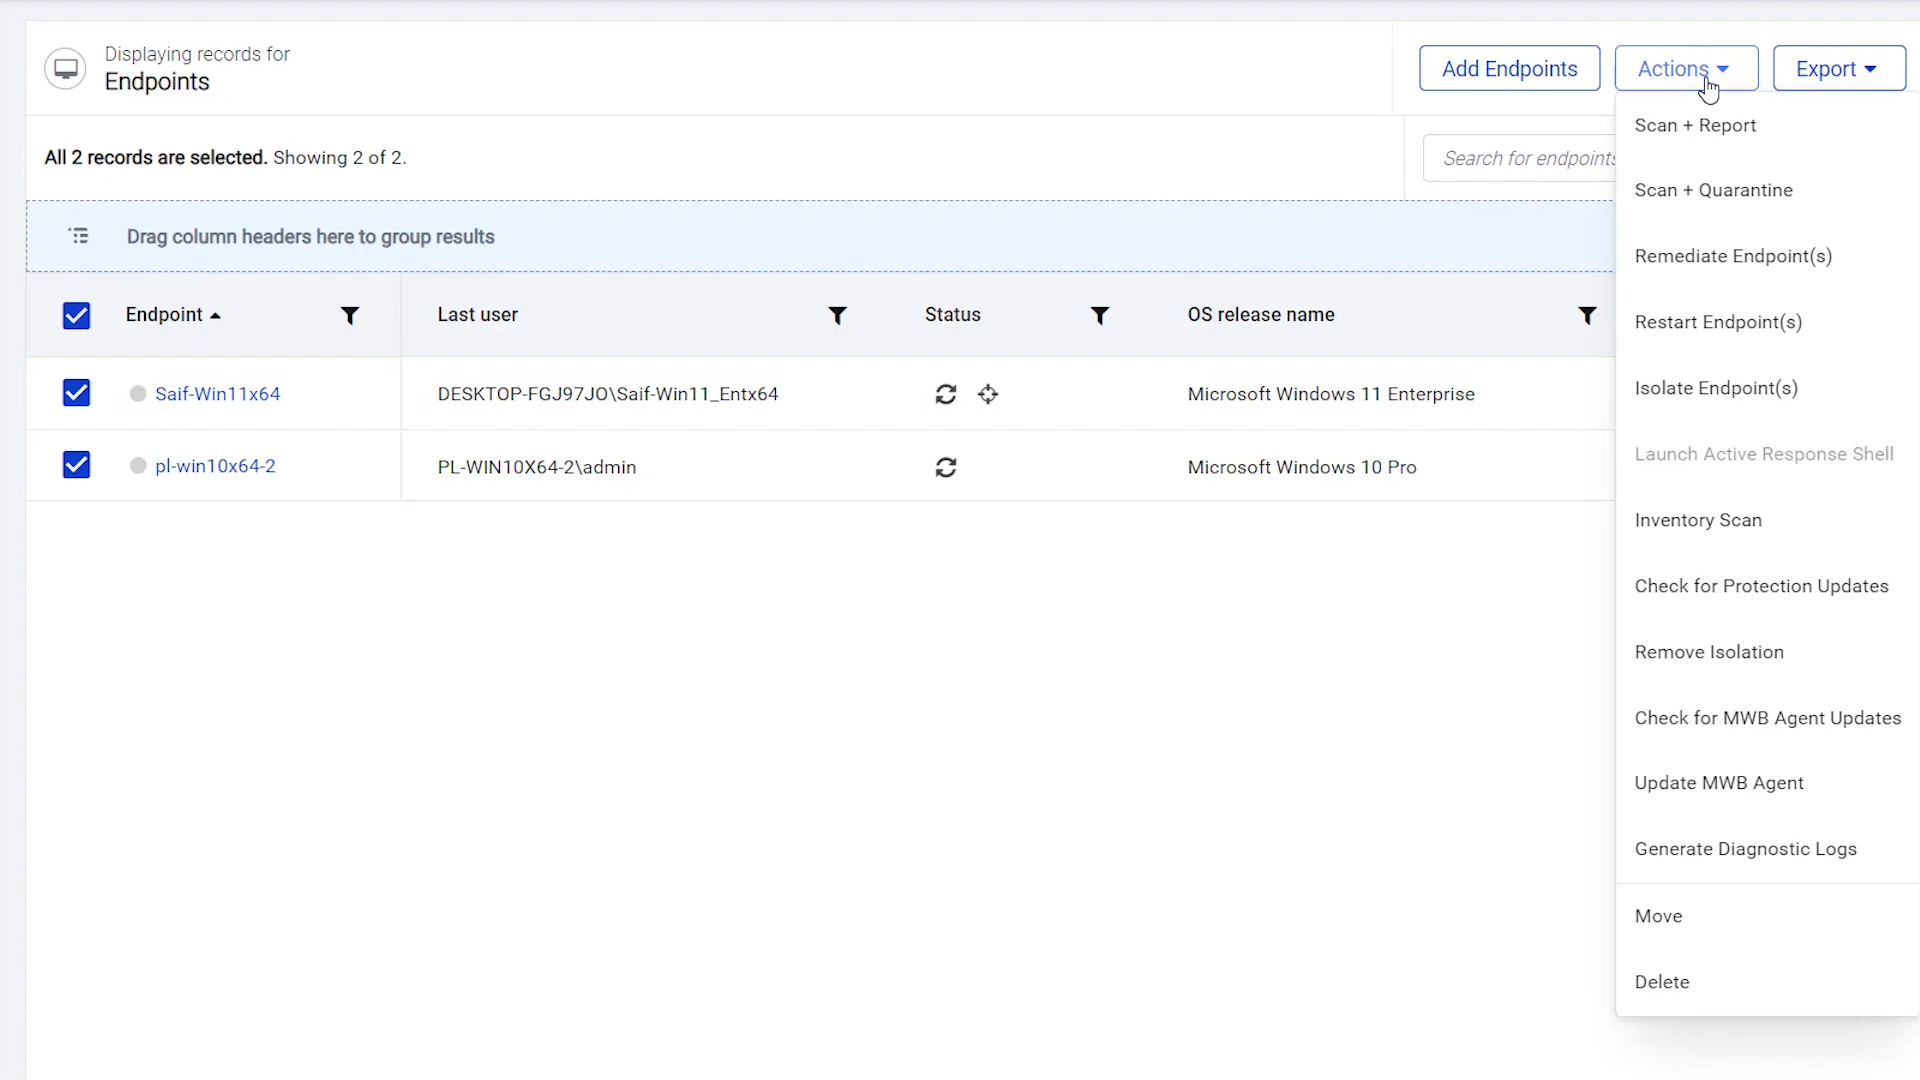 Displaying records for
Endpoints
Add Endpoints
Actions
Export
All 2 records are selected. Showing 2 of 2.
Search for endpoints
Drag column headers here to group results
Endpoint
Last user
Status
OS release name
Saif-Win11x64
DESKTOP-FGJ97JO\Saif-Win11_Entx64
Microsoft Windows 11 Enterprise
pl-win10x64-2
PL-WIN10X64-2\admin
Microsoft Windows 10 Pro
Scan + Report
Scan + Quarantine
Remediate Endpoint(s)
Restart Endpoint(s)
Isolate Endpoint(s)
Launch Active Response Shell
Inventory Scan
Check for Protection Updates
Remove Isolation
Check for MWB Agent Updates
Update MWB Agent
Generate Diagnostic Logs
Move
Delete